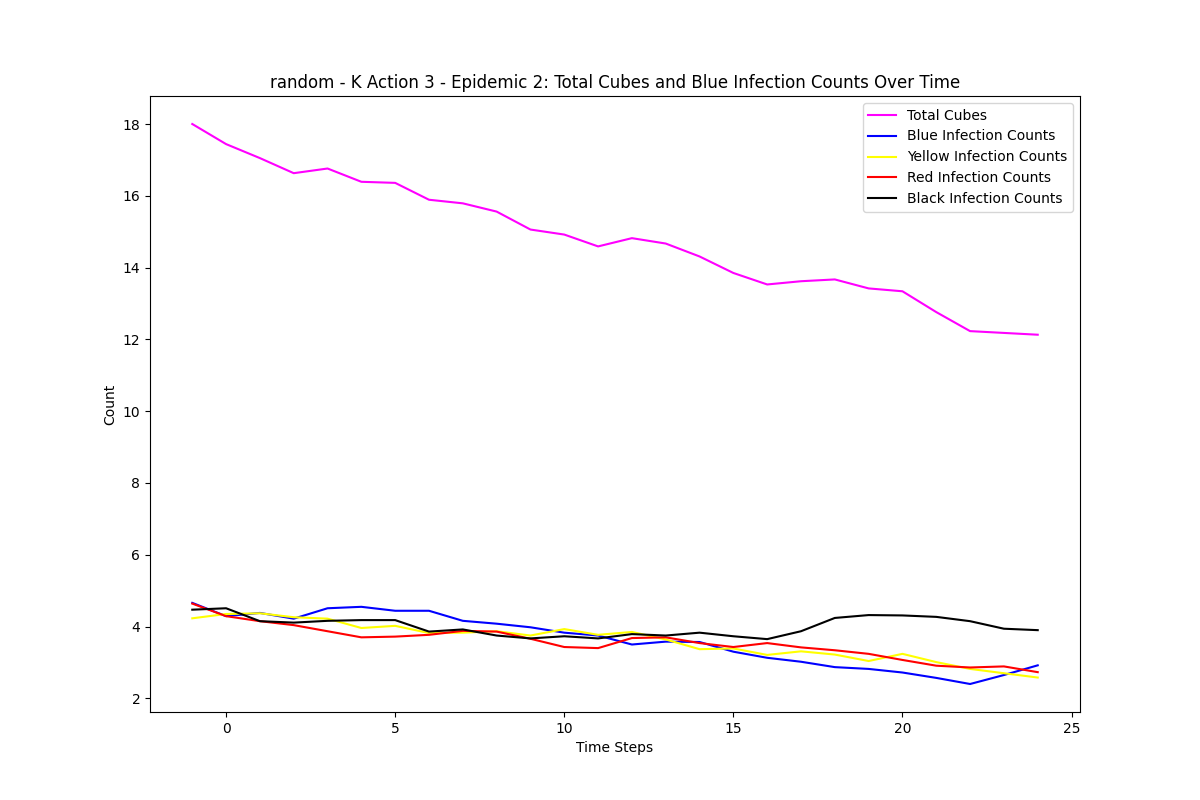 random - K Action 3 - Epidemic 2: Total Cubes and Blue Infection Counts Over Time
Total Cubes
Blue Infection Counts
Yellow Infection Counts
Red Infection Counts
Black Infection Counts
18
16
14
12
10
8
6
4
2
Count
0 5 10 15 20 25
Time Steps